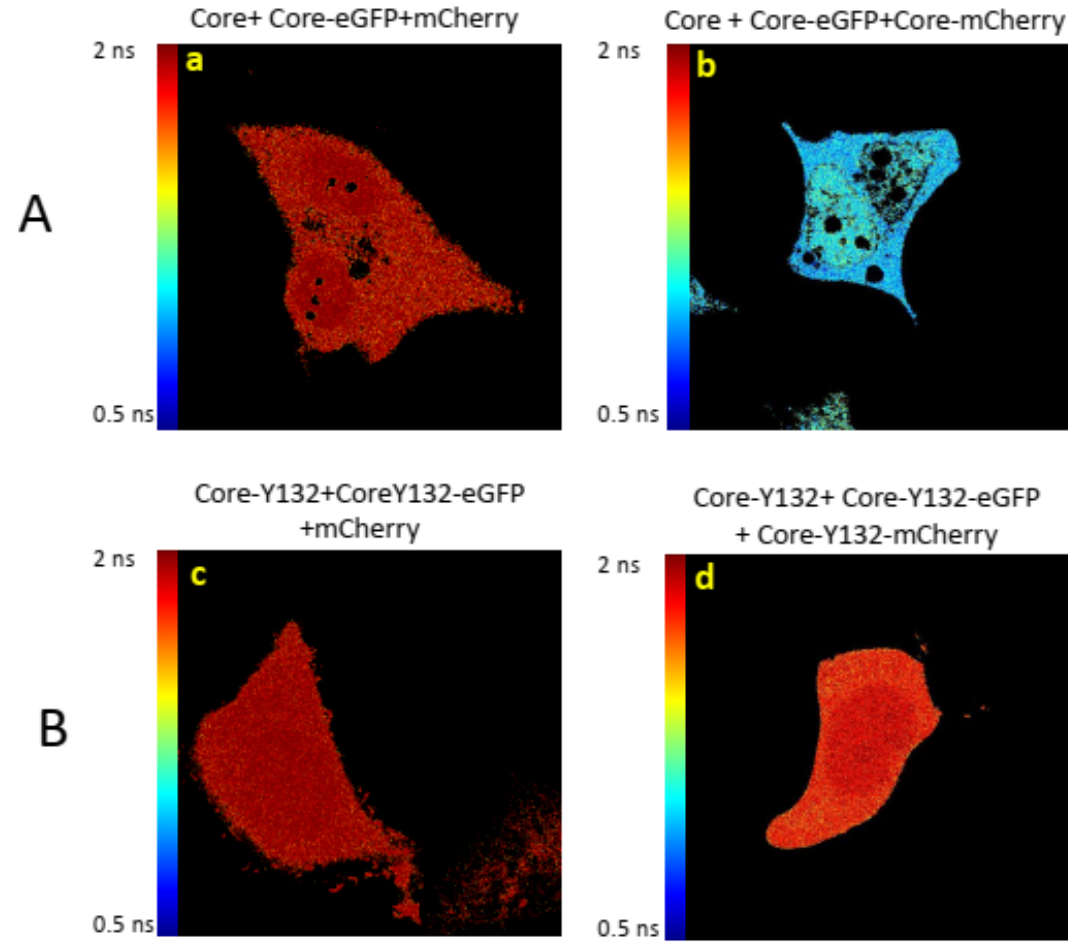 Core+ Core-eGFP+mCherry
Core + Core-eGFP+Core-mCherry
2 ns
a
2 ns
b
A
0.5 ns
0.5 ns
Core-Y132+CoreY132-eGFP
+mCherry
Core-Y132+ Core-Y132-eGFP
+ Core-Y132-mCherry
2 ns
c
2 ns
d
B
0.5 ns
0.5 ns